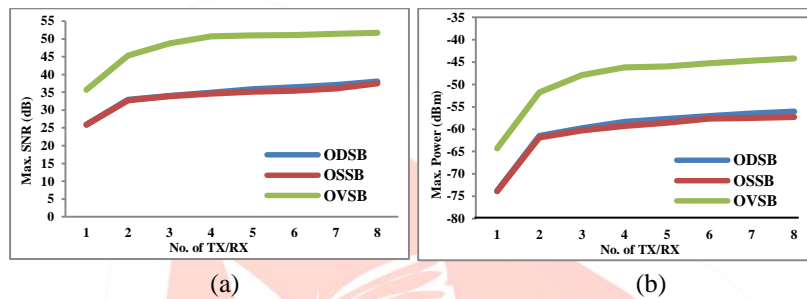 55
50
45
40
35
30
25
20
15
10
5
0
Max. SNR (dB)
ODSB
OSSB
OVSB
1 2 3 4 5 6 7 8
No. of TX/RX
(a)
-35
-40
-45
-50
-55
-60
-65
-70
-75
-80
Max. Power (dBm)
ODSB
OSSB
OVSB
1 2 3 4 5 6 7 8
No. of TX/RX
(b)